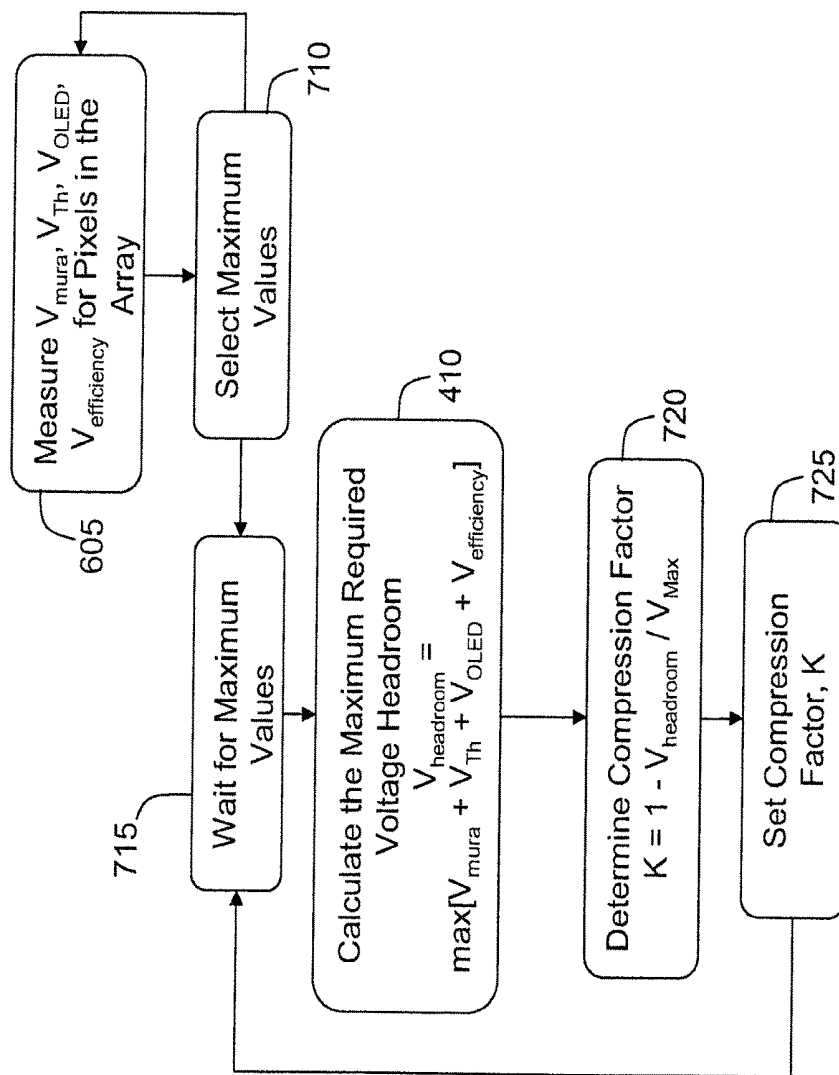 Measure V_mura, V_Th, V_OLED,
V_efficiency for Pixels in the
Array
605
Select Maximum
Values
710
Wait for Maximum
Values
715
Calculate the Maximum Required
Voltage Headroom
V_headroom =
max[V_mura + V_Th + V_OLED + V_efficiency]
410
Determine Compression Factor
K = 1 - V_headroom / V_Max
720
Set Compression
Factor, K
725